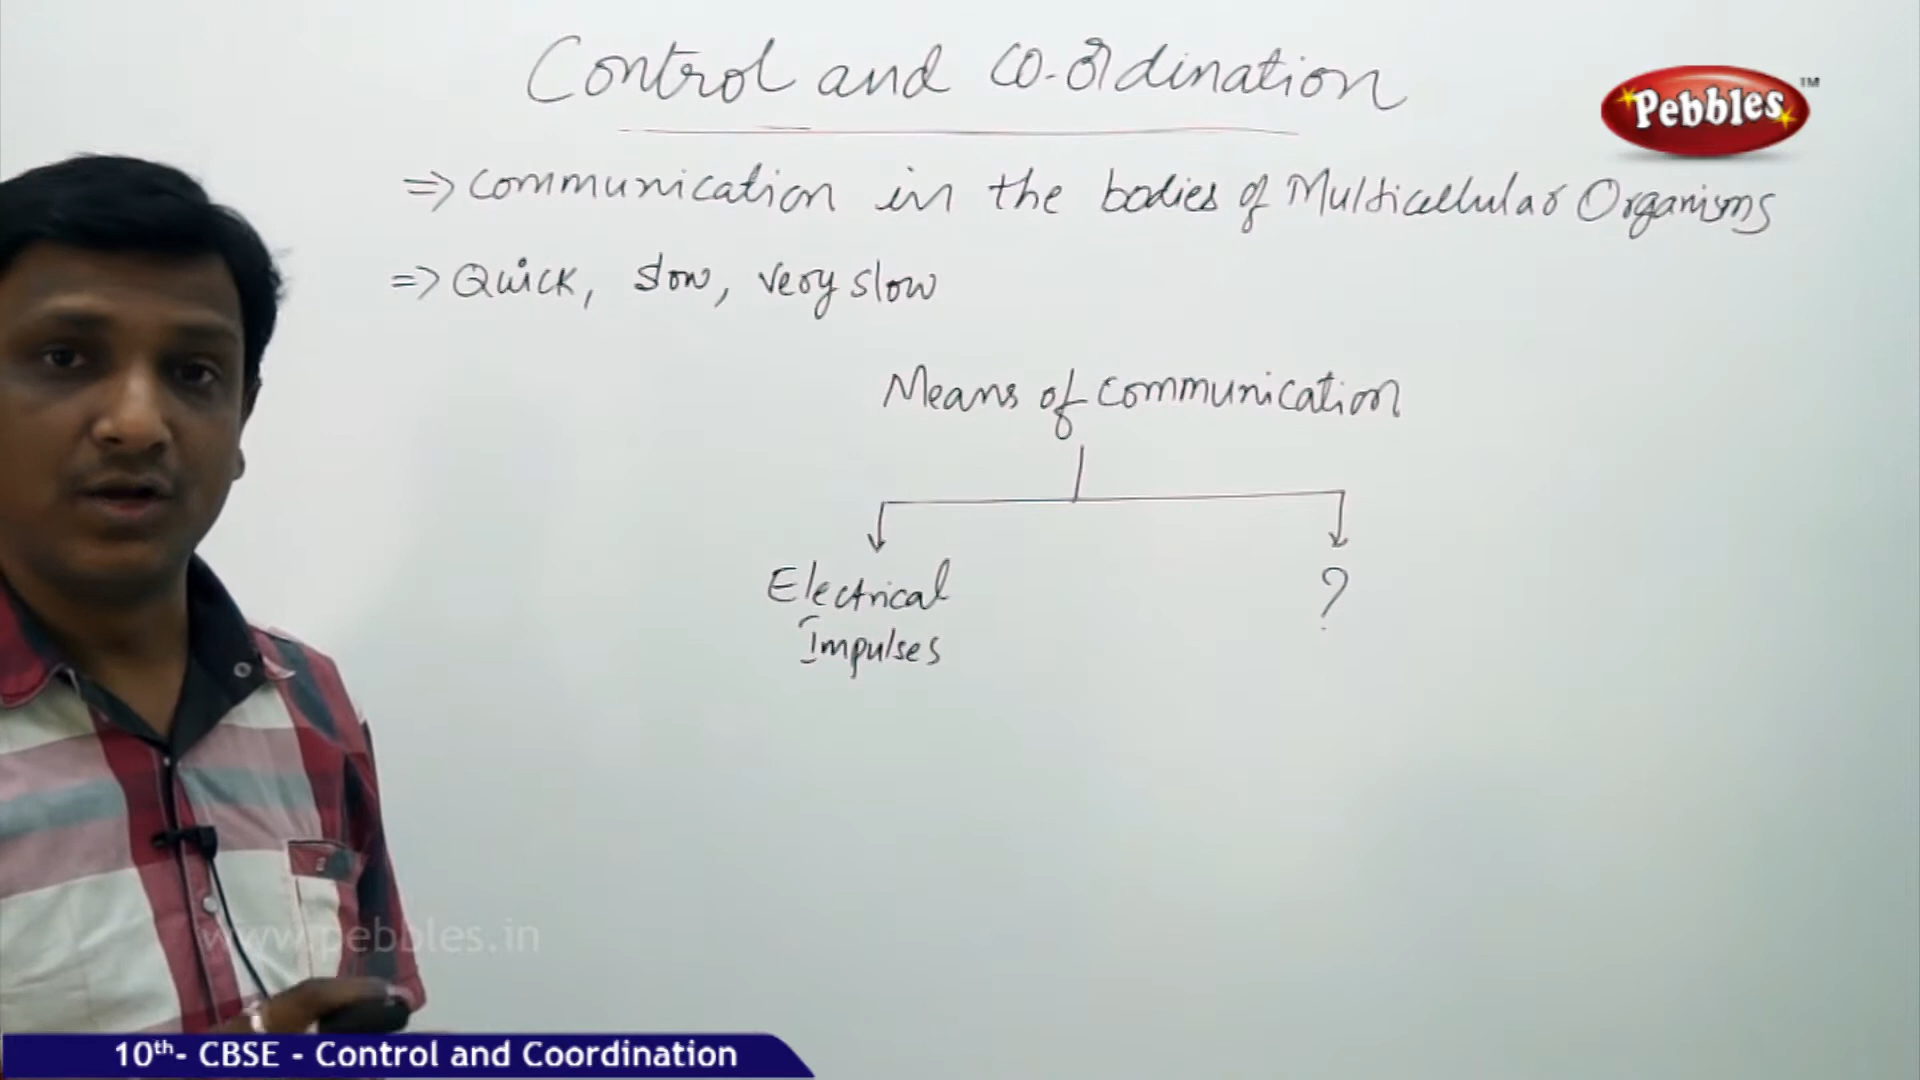 Control and Co-ordination
Pebbles™
⇒ Communication in the bodies of Multicellular Organisms
⇒ Quick, slow, very slow
Means of Communication
Electrical
Impulses
?
www.pebbles.in
10th- CBSE - Control and Coordination